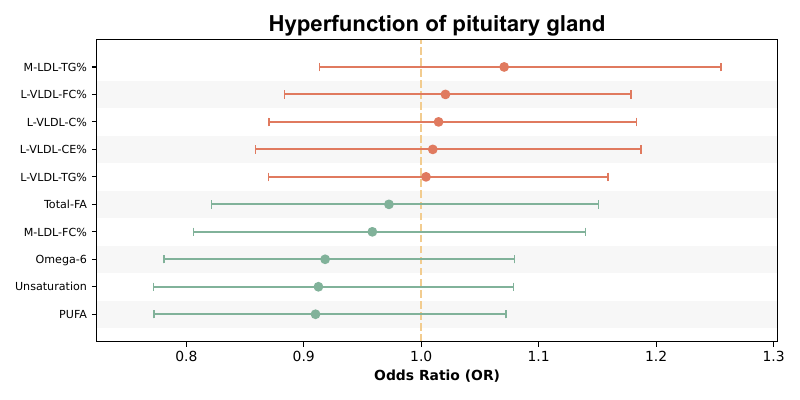 Hyperfunction of pituitary gland
M-LDL-TG%
L-VLDL-FC%
L-VLDL-C%
L-VLDL-CE%
L-VLDL-TG%
Total-FA
M-LDL-FC%
Omega-6
Unsaturation
PUFA
0.8 0.9 1.0 1.1 1.2 1.3
Odds Ratio (OR)